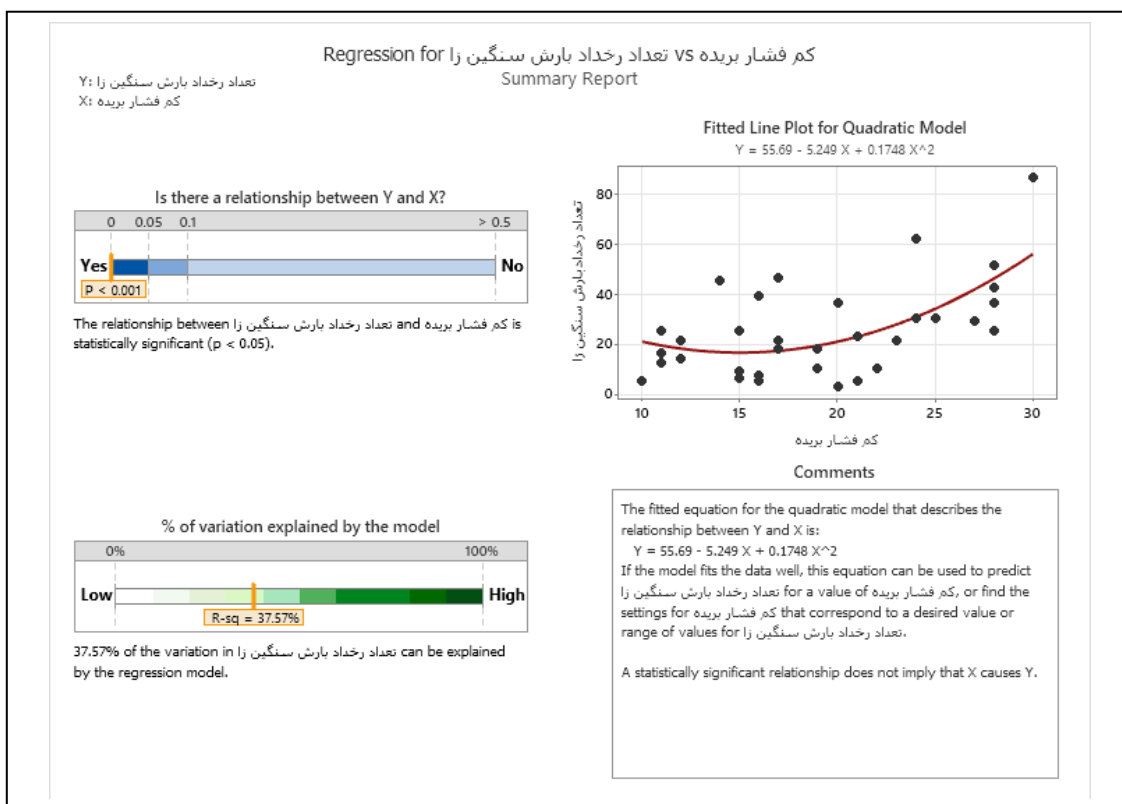 Regression for تعداد رخداد بارش سنگین زا vs کم فشار بریده
Summary Report
Y: تعداد رخداد بارش سنگین زا
X: کم فشار بریده
Is there a relationship between Y and X?
0 0.05 0.1 > 0.5
Yes No
P < 0.001
The relationship between تعداد رخداد بارش سنگین زا and کم فشار بریده is
statistically significant (p < 0.05).
% of variation explained by the model
0% 100%
Low High
R-sq = 37.57%
37.57% of the variation in تعداد رخداد بارش سنگین زا can be explained
by the regression model.
Fitted Line Plot for Quadratic Model
Y = 55.69 - 5.249 X + 0.1748 X^2
تعداد رخداد بارش سنگین زا
80
60
40
20
0
10 15 20 25 30
کم فشار بریده
Comments
The fitted equation for the quadratic model that describes the
relationship between Y and X is:
Y = 55.69 - 5.249 X + 0.1748 X^2
If the model fits the data well, this equation can be used to predict
تعداد رخداد بارش سنگین زا for a value of کم فشار بریده, or find the
settings for کم فشار بریده that correspond to a desired value or
range of values for تعداد رخداد بارش سنگین زا.
A statistically significant relationship does not imply that X causes Y.